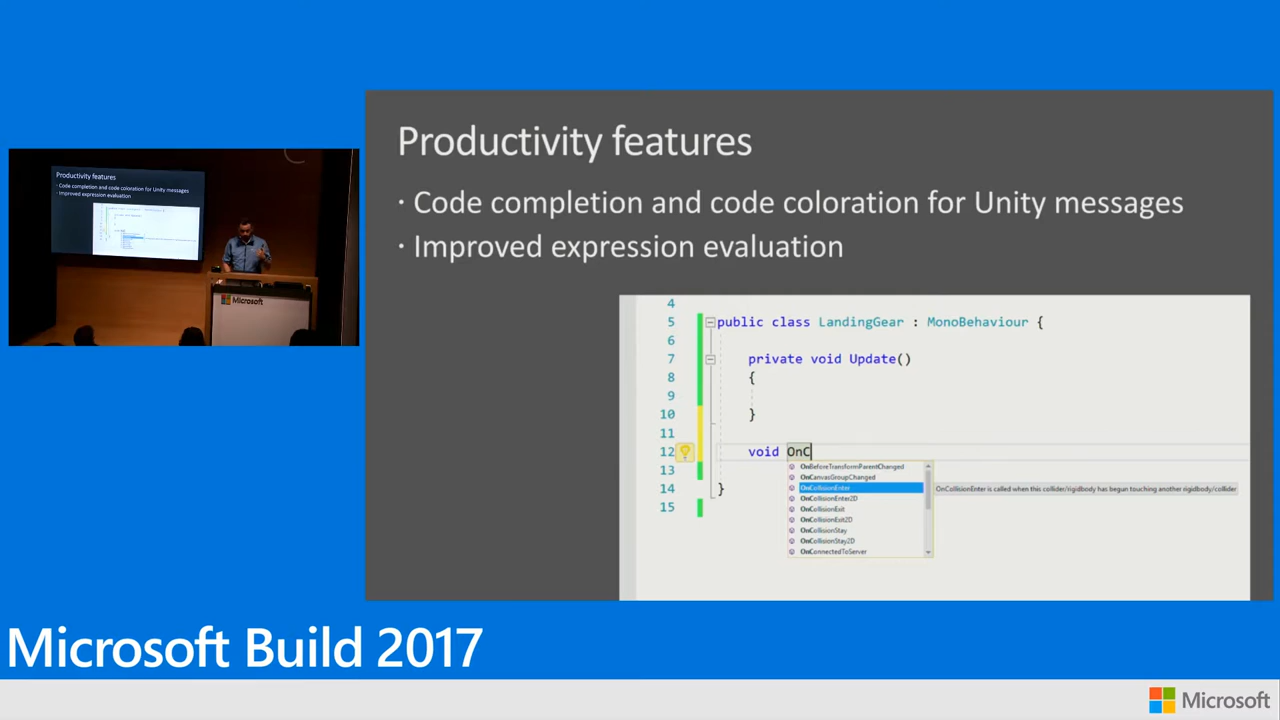 Productivity features
· Code completion and code coloration for Unity messages
· Improved expression evaluation
4
5 public class LandingGear : MonoBehaviour {
6
7 private void Update()
8 {
9
10 }
11
12 void OnC
OnBeforeTransformParentChanged
OnCanvasGroupChanged
OnCollisionEnter OnCollisionEnter is called when this collider/rigidbody has begun touching another rigidbody/collider
OnCollisionEnter2D
OnCollisionExit
OnCollisionExit2D
OnCollisionStay
OnCollisionStay2D
OnConnectedToServer
13
14 }
15
Productivity features
· Code completion and code coloration for Unity messages
· Improved expression evaluation
Microsoft
Microsoft Build 2017
Microsoft